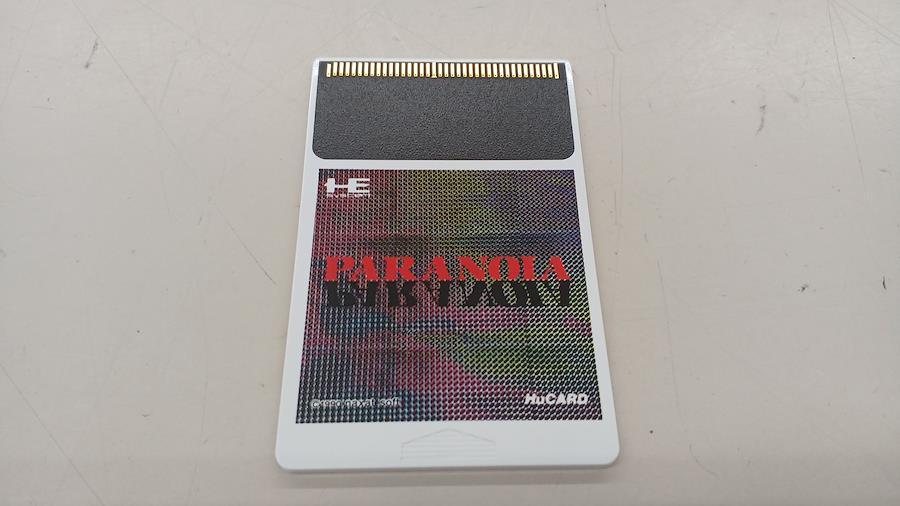 HE
PARANOIA
©1990 naxat soft
HuCARD